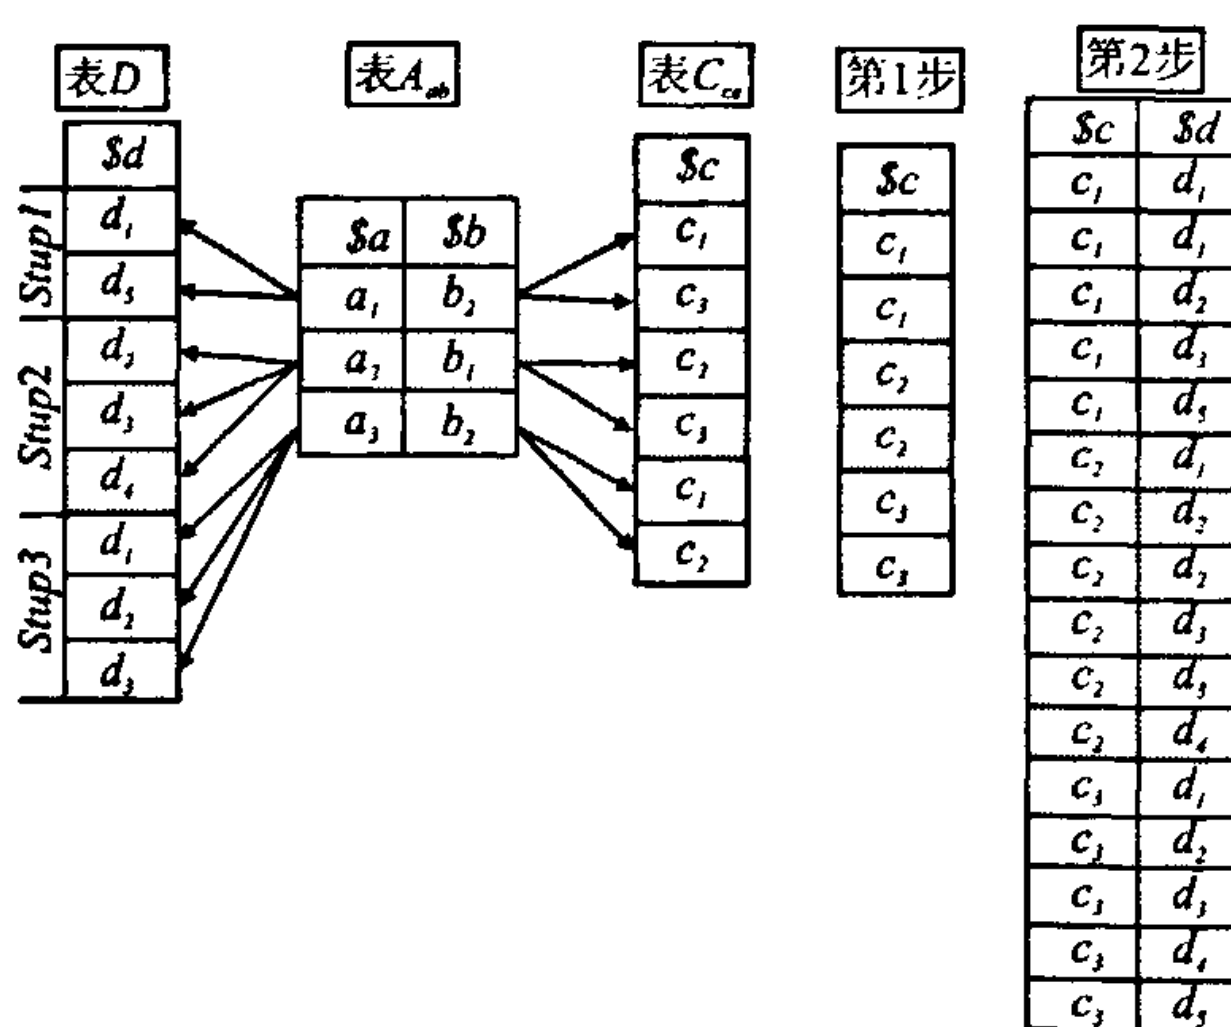 表D
$d
Stup1
d₁
d₅
Stup2
d₂
d₃
d₄
Stup3
d₁
d₂
d₃
表A_ab
$a $b
a₁ b₂
a₂ b₁
a₃ b₂
表C_ca
$c
c₁
c₃
c₂
c₃
c₁
c₂
第1步
$c
c₁
c₁
c₂
c₂
c₃
c₃
第2步
$c $d
c₁ d₁
c₁ d₁
c₁ d₂
c₁ d₃
c₁ d₅
c₂ d₁
c₂ d₂
c₂ d₂
c₂ d₃
c₂ d₃
c₂ d₄
c₃ d₁
c₃ d₂
c₃ d₃
c₃ d₄
c₃ d₅